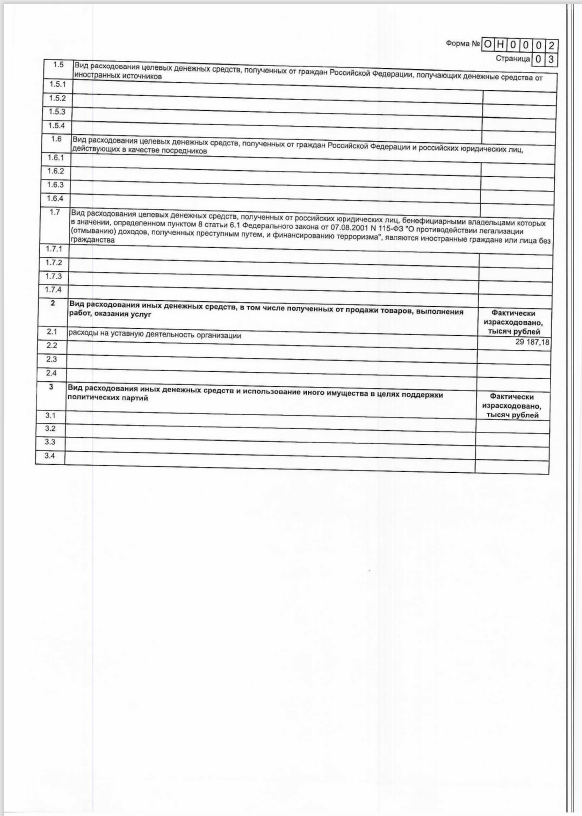 Форма № О Н 0 0 0 2
Страница 0 3
1.5 Вид расходования целевых денежных средств, полученных от граждан Российской Федерации, получающих денежные средства от
иностранных источников
1.5.1
1.5.2
1.5.3
1.5.4
1.6 Вид расходования целевых денежных средств, полученных от граждан Российской Федерации и российских юридических лиц,
действующих в качестве посредников
1.6.1
1.6.2
1.6.3
1.6.4
1.7 Вид расходования целевых денежных средств, полученных от российских юридических лиц, бенефициарными владельцами которых
в значении, определенном пунктом 8 статьи 6.1 Федерального закона от 07.08.2001 N 115-ФЗ "О противодействии легализации
(отмыванию) доходов, полученных преступным путем, и финансированию терроризма", являются иностранные граждане или лица без
гражданства
1.7.1
1.7.2
1.7.3
1.7.4
2 Вид расходования иных денежных средств, в том числе полученных от продажи товаров, выполнения
работ, оказания услуг
Фактически
израсходовано,
тысяч рублей
2.1 расходы на уставную деятельность организации 29 187,18
2.2
2.3
2.4
3 Вид расходования иных денежных средств и использование иного имущества в целях поддержки
политических партий
Фактически
израсходовано,
тысяч рублей
3.1
3.2
3.3
3.4